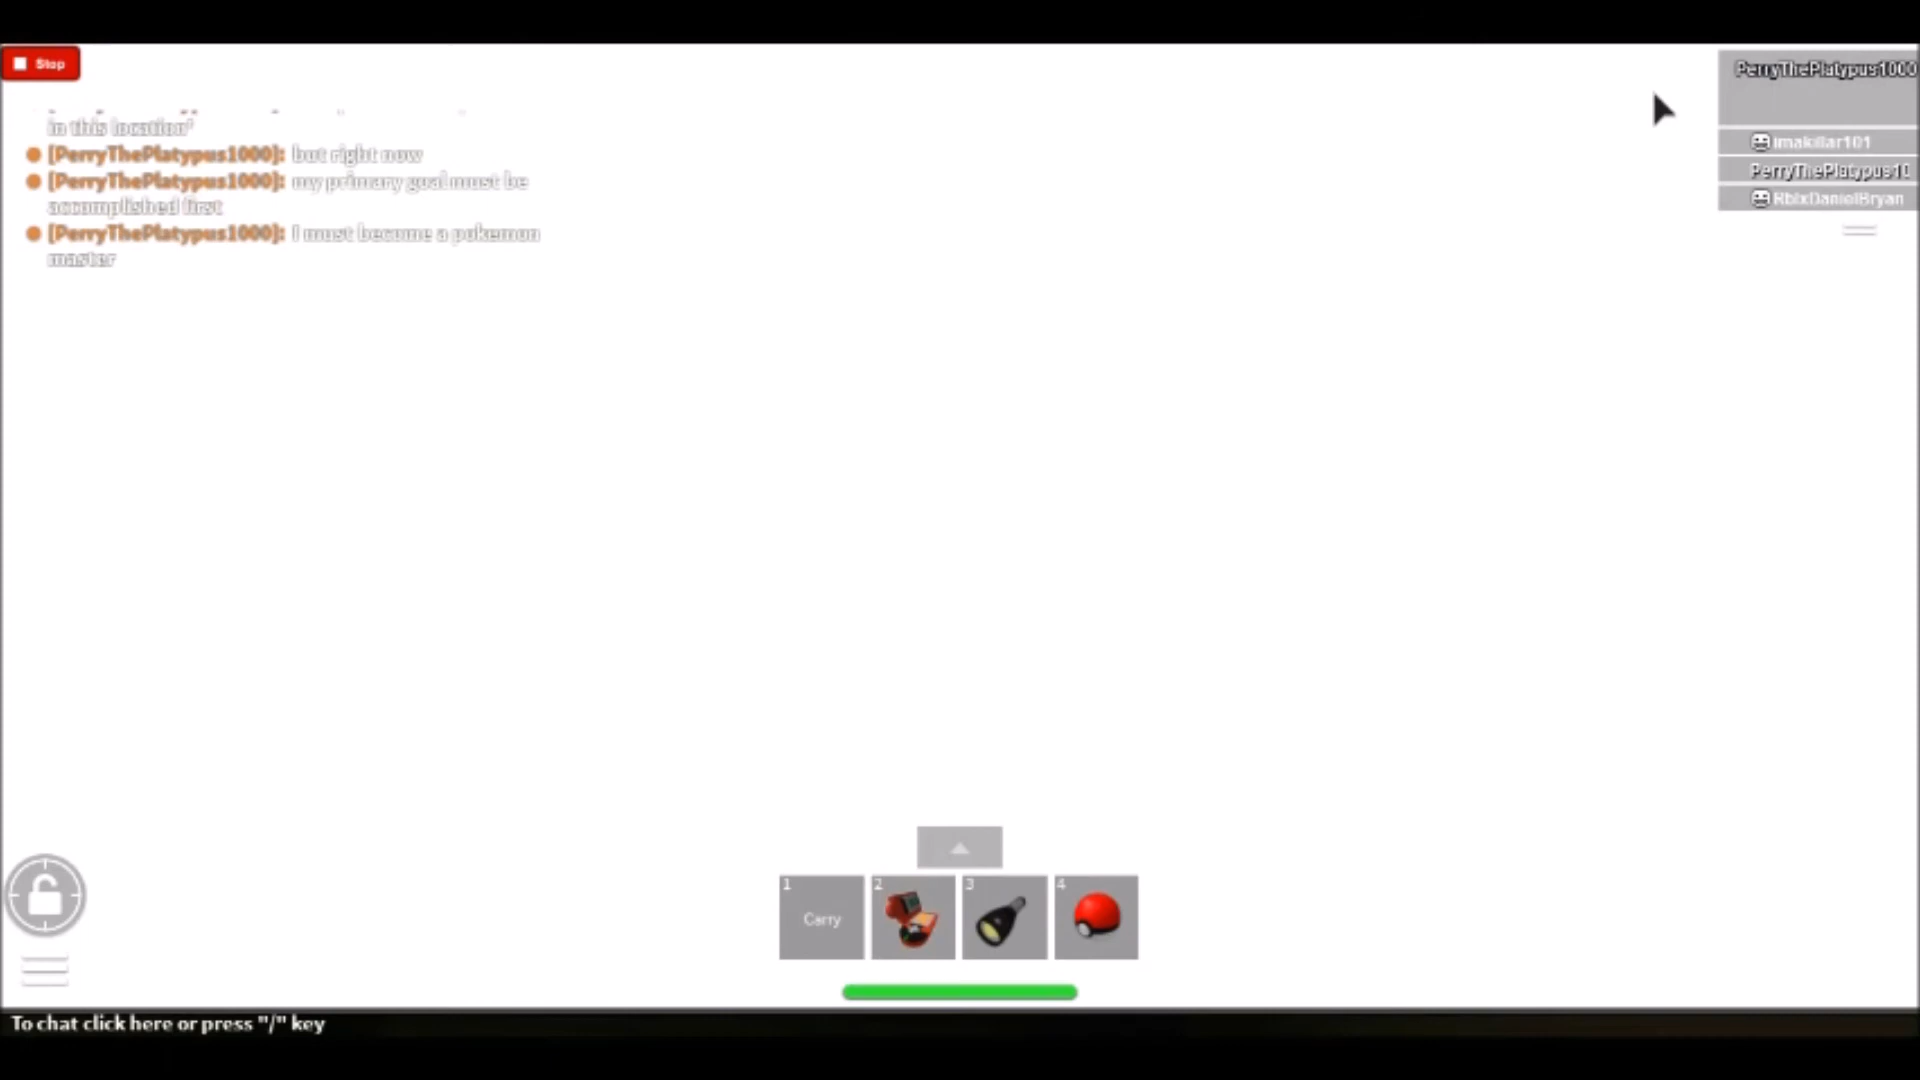 Stop
PerryThePlatypus1000
in this location'
[PerryThePlatypus1000]: but right now
[PerryThePlatypus1000]: my primary goal must be
accomplished first
[PerryThePlatypus1000]: I must become a pokemon
master
imakillar101
PerryThePlatypus10
RblxDanielBryan
1
Carry
2
3
4
To chat click here or press "/" key